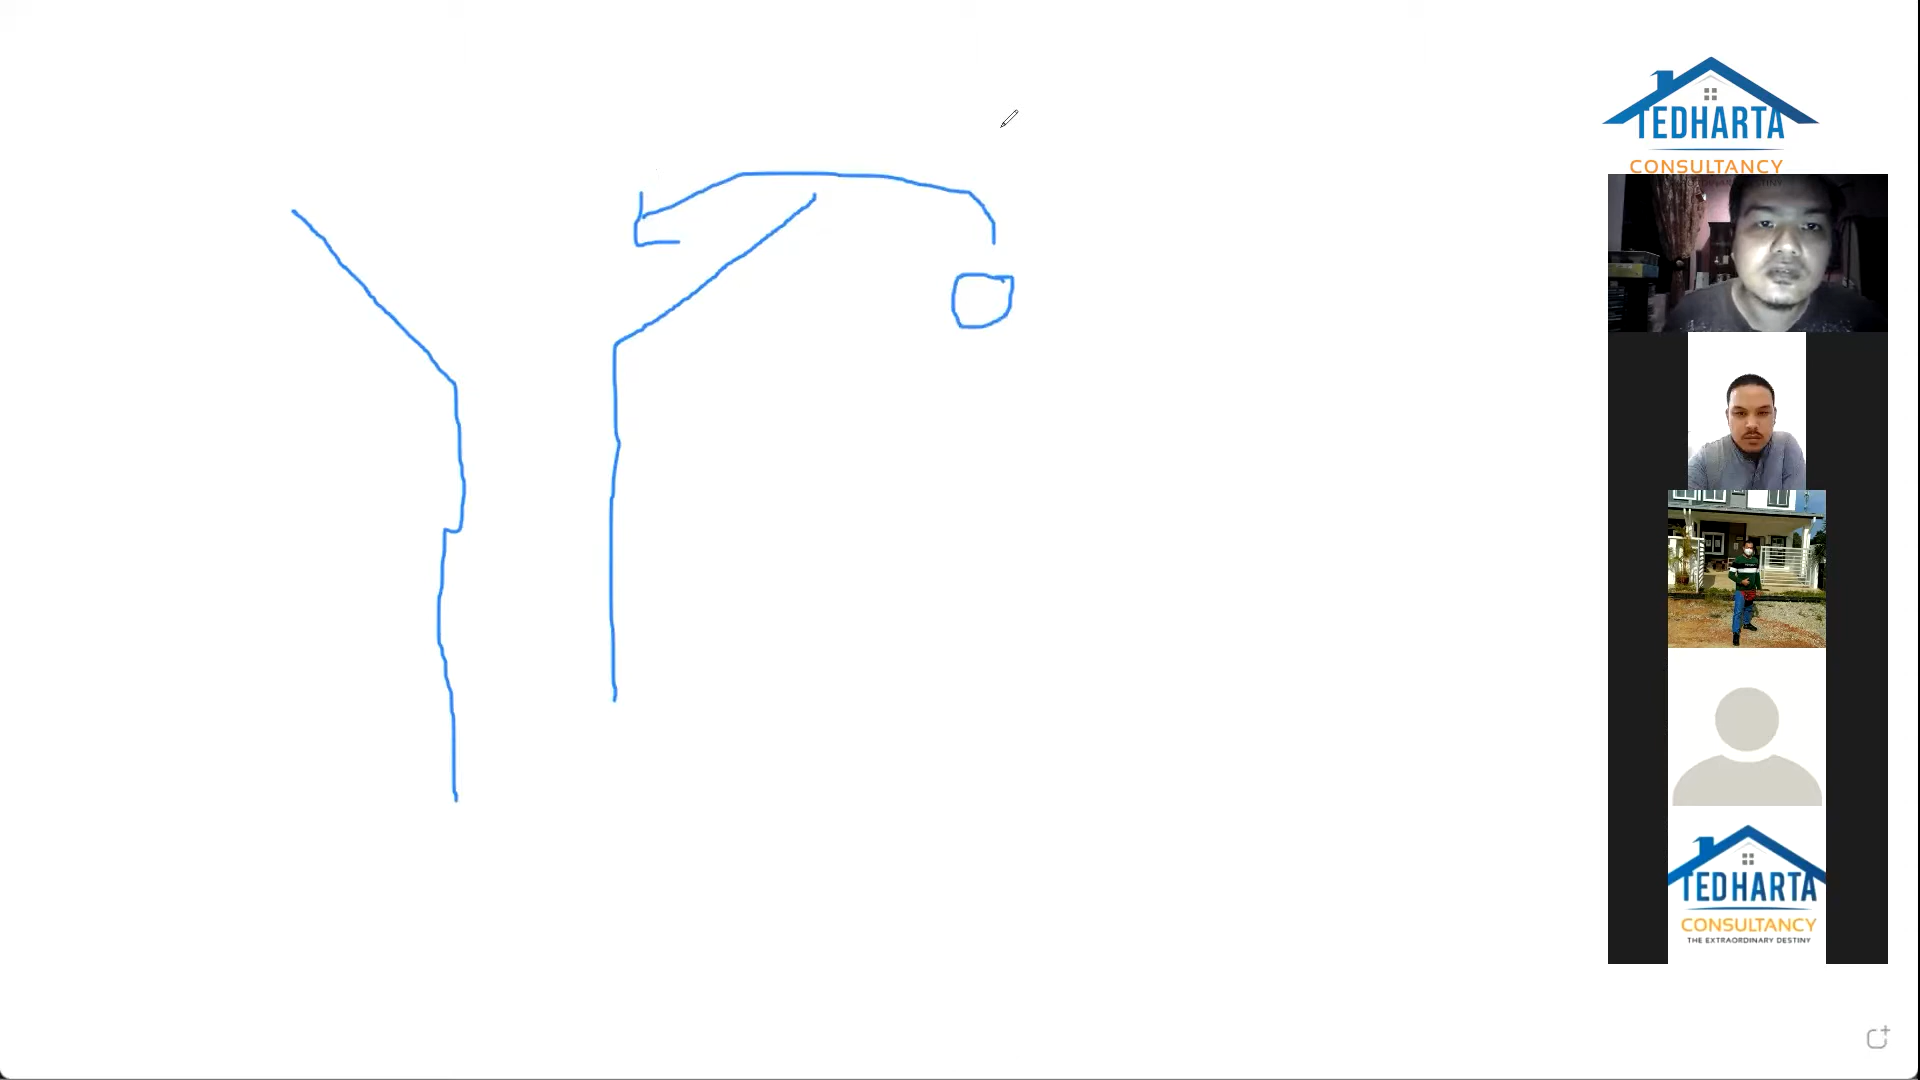 TEDHARTA
CONSULTANCY
TEDHARTA
CONSULTANCY
THE EXTRAORDINARY DESTINY